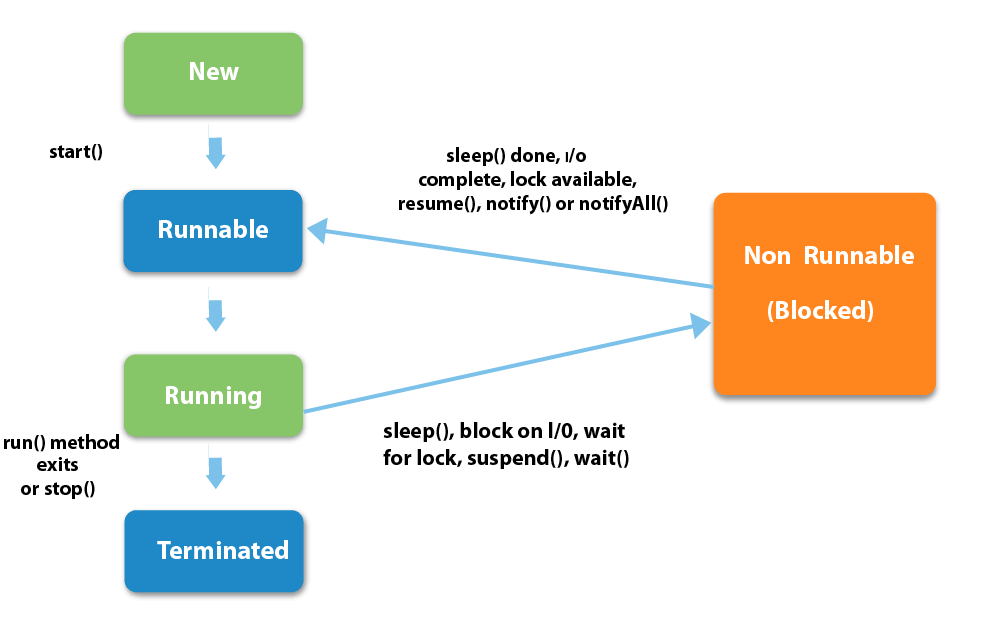 New
start()
sleep() done, I/o
complete, lock available,
resume(), notify() or notifyAll()
Runnable
Non Runnable
(Blocked)
Running
sleep(), block on l/0, wait
for lock, suspend(), wait()
run() method
exits
or stop()
Terminated